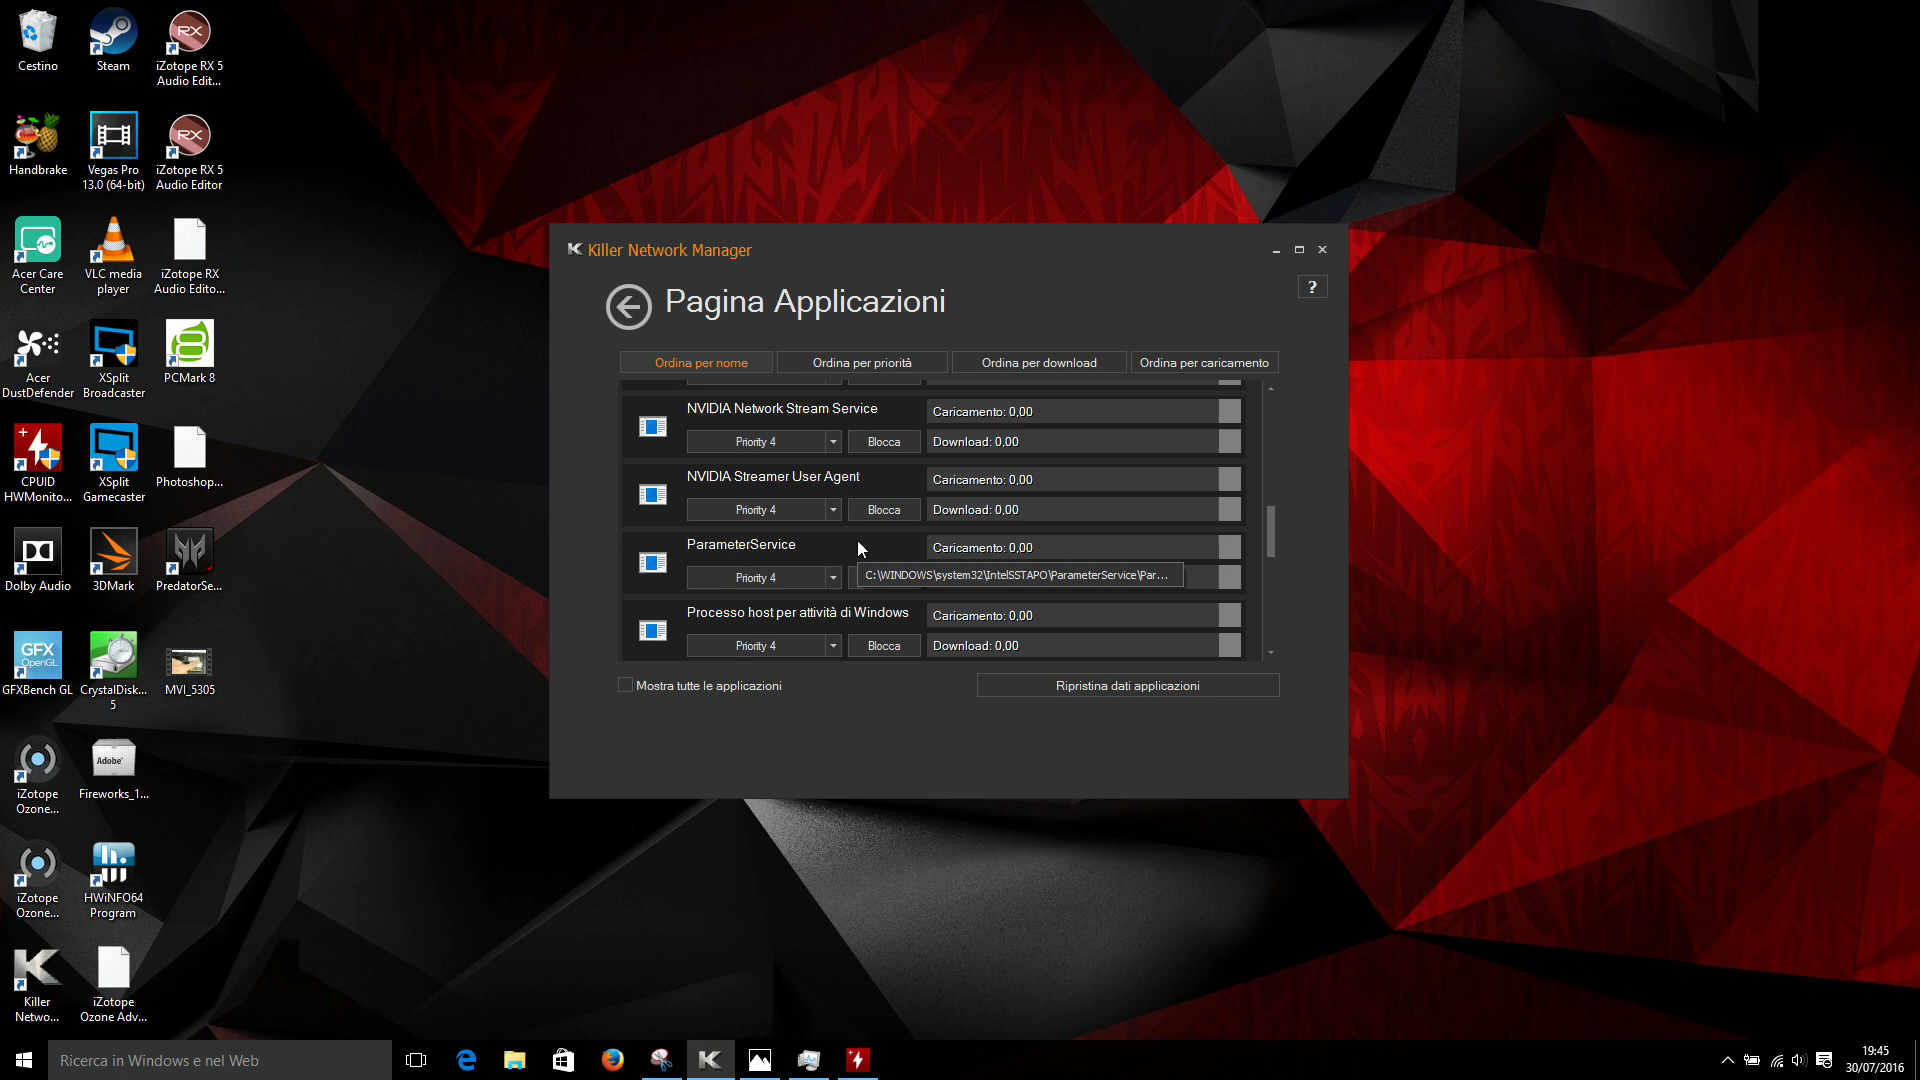 Cestino
Steam
iZotope RX 5
Audio Edit...
Handbrake
Vegas Pro
13.0 (64-bit)
iZotope RX 5
Audio Editor
Acer Care
Center
VLC media
player
iZotope RX
Audio Edito...
Acer
DustDefender
XSplit
Broadcaster
PCMark 8
CPUID
HWMonito...
XSplit
Gamecaster
Photoshop...
Dolby Audio
3DMark
PredatorSe...
GFX
OpenGL
GFXBench GL
CrystalDisk...
5
MVI_5305
iZotope
Ozone...
Adobe
Fireworks_1...
iZotope
Ozone...
HWiNFO64
Program
Killer
Netwo...
iZotope
Ozone Adv...
Killer Network Manager
?
Pagina Applicazioni
Ordina per nome
Ordina per priorità
Ordina per download
Ordina per caricamento
NVIDIA Network Stream Service
Caricamento: 0,00
Priority 4
Blocca
Download: 0,00
NVIDIA Streamer User Agent
Caricamento: 0,00
Priority 4
Blocca
Download: 0,00
ParameterService
Caricamento: 0,00
Priority 4
C:\WINDOWS\system32\IntelSSTAPO\ParameterService\Par...
Processo host per attività di Windows
Caricamento: 0,00
Priority 4
Blocca
Download: 0,00
Mostra tutte le applicazioni
Ripristina dati applicazioni
Ricerca in Windows e nel Web
19:45
30/07/2016